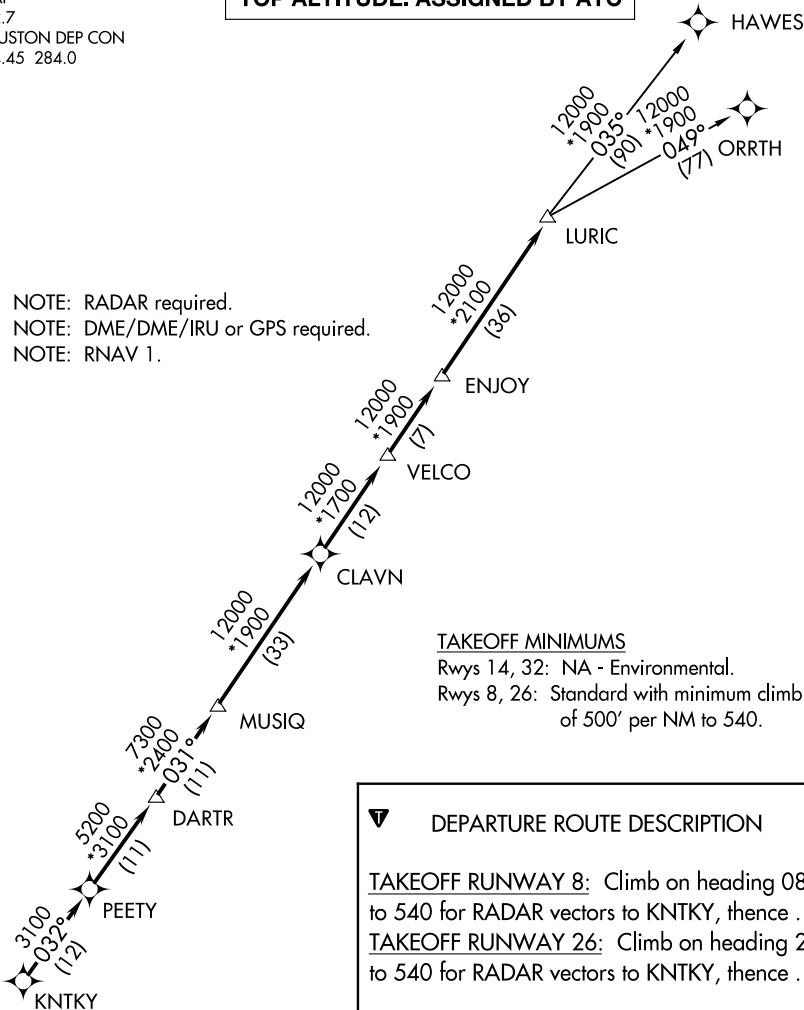 2.7
USTON DEP CON
.45 284.0
TOP ALTITUDE: ASSIGNED BY ATC
HAWES
12000
*1900
035°
(90)
12000
*1900
049°
(77)
ORRTH
LURIC
12000
*2100
(36)
NOTE: RADAR required.
NOTE: DME/DME/IRU or GPS required.
NOTE: RNAV 1.
ENJOY
12000
*1900
(7)
VELCO
12000
*1700
(12)
CLAVN
12000
*1900
(33)
TAKEOFF MINIMUMS
Rwys 14, 32: NA - Environmental.
Rwys 8, 26: Standard with minimum climb
of 500' per NM to 540.
MUSIQ
7300
*2400
031°
(11)
DARTR
5200
*3100
(11)
PEETY
3100
032°
(12)
KNTKY
T DEPARTURE ROUTE DESCRIPTION
TAKEOFF RUNWAY 8: Climb on heading 08
to 540 for RADAR vectors to KNTKY, thence .
TAKEOFF RUNWAY 26: Climb on heading 2
to 540 for RADAR vectors to KNTKY, thence .